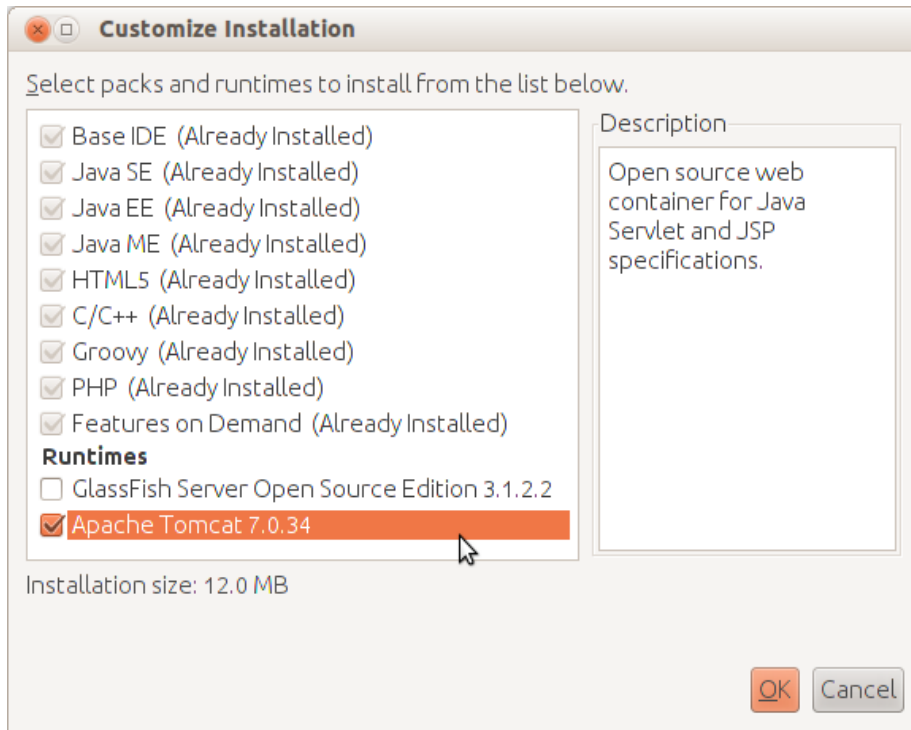 Customize Installation
Select packs and runtimes to install from the list below.
Base IDE (Already Installed)
Java SE (Already Installed)
Java EE (Already Installed)
Java ME (Already Installed)
HTML5 (Already Installed)
C/C++ (Already Installed)
Groovy (Already Installed)
PHP (Already Installed)
Features on Demand (Already Installed)
Runtimes
GlassFish Server Open Source Edition 3.1.2.2
Apache Tomcat 7.0.34
Description
Open source web
container for Java
Servlet and JSP
specifications.
Installation size: 12.0 MB
OK
Cancel